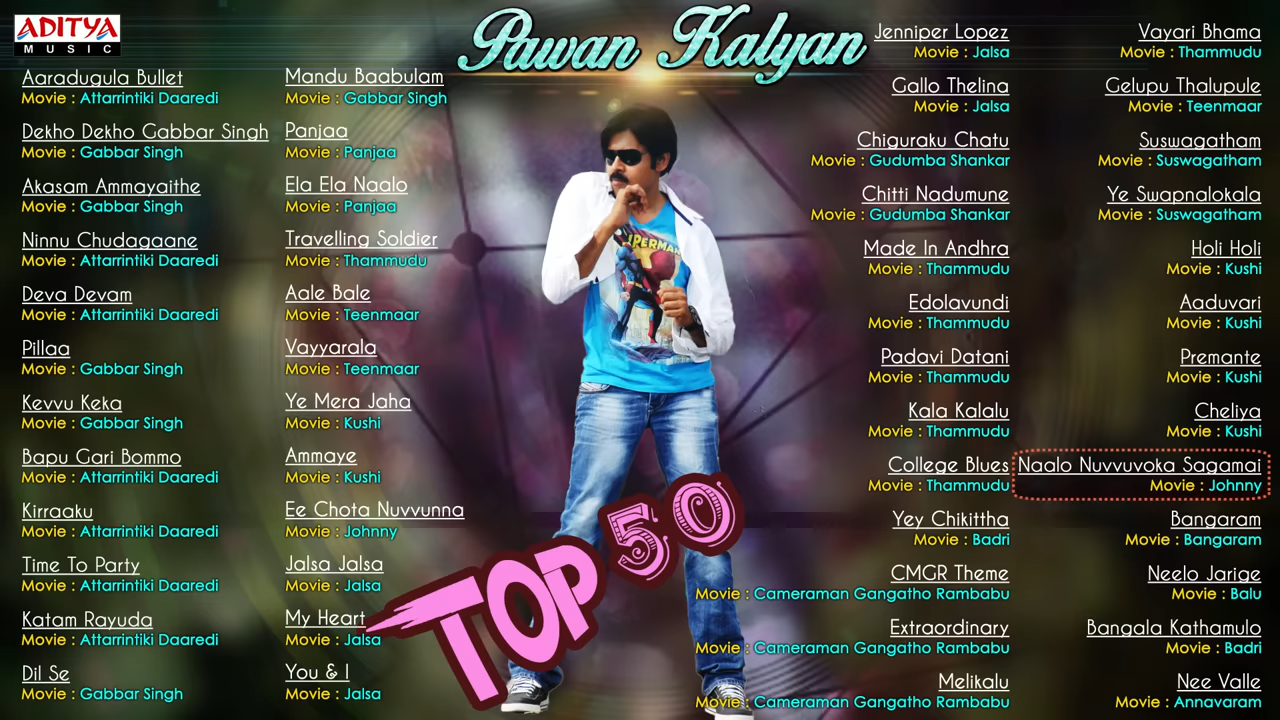 ADITYA
MUSIC
Pawan Kalyan
Aaradugula Bullet
Movie : Attarrintiki Daaredi
Dekho Dekho Gabbar Singh
Movie : Gabbar Singh
Akasam Ammayaithe
Movie : Gabbar Singh
Ninnu Chudagaane
Movie : Attarrintiki Daaredi
Deva Devam
Movie : Attarrintiki Daaredi
Pillaa
Movie : Gabbar Singh
Kevvu Keka
Movie : Gabbar Singh
Bapu Gari Bommo
Movie : Attarrintiki Daaredi
Kirraaku
Movie : Attarrintiki Daaredi
Time To Party
Movie : Attarrintiki Daaredi
Katam Rayuda
Movie : Attarrintiki Daaredi
Dil Se
Movie : Gabbar Singh
Mandu Baabulam
Movie : Gabbar Singh
Panjaa
Movie : Panjaa
Ela Ela Naalo
Movie : Panjaa
Travelling Soldier
Movie : Thammudu
Aale Bale
Movie : Teenmaar
Vayyarala
Movie : Teenmaar
Ye Mera Jaha
Movie : Kushi
Ammaye
Movie : Kushi
Ee Chota Nuvvunna
Movie : Johnny
Jalsa Jalsa
Movie : Jalsa
My Heart
Movie : Jalsa
You & I
Movie : Jalsa
SUPERMAN
TOP 50
Jenniper Lopez
Movie : Jalsa
Gallo Thelina
Movie : Jalsa
Chiguraku Chatu
Movie : Gudumba Shankar
Chitti Nadumune
Movie : Gudumba Shankar
Made In Andhra
Movie : Thammudu
Edolavundi
Movie : Thammudu
Padavi Datani
Movie : Thammudu
Kala Kalalu
Movie : Thammudu
College Blues
Movie : Thammudu
Yey Chikittha
Movie : Badri
CMGR Theme
Movie : Cameraman Gangatho Rambabu
Extraordinary
Movie : Cameraman Gangatho Rambabu
Melikalu
Movie : Cameraman Gangatho Rambabu
Vayari Bhama
Movie : Thammudu
Gelupu Thalupule
Movie : Teenmaar
Suswagatham
Movie : Suswagatham
Ye Swapnalokala
Movie : Suswagatham
Holi Holi
Movie : Kushi
Aaduvari
Movie : Kushi
Premante
Movie : Kushi
Cheliya
Movie : Kushi
Naalo Nuvvuvoka Sagamai
Movie : Johnny
Bangaram
Movie : Bangaram
Neelo Jarige
Movie : Balu
Bangala Kathamulo
Movie : Badri
Nee Valle
Movie : Annavaram